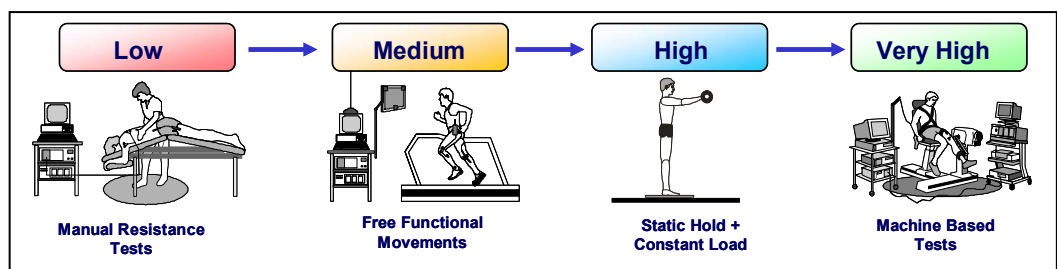 Low
Medium
High
Very High
Manual Resistance
Tests
Free Functional
Movements
Static Hold +
Constant Load
Machine Based
Tests